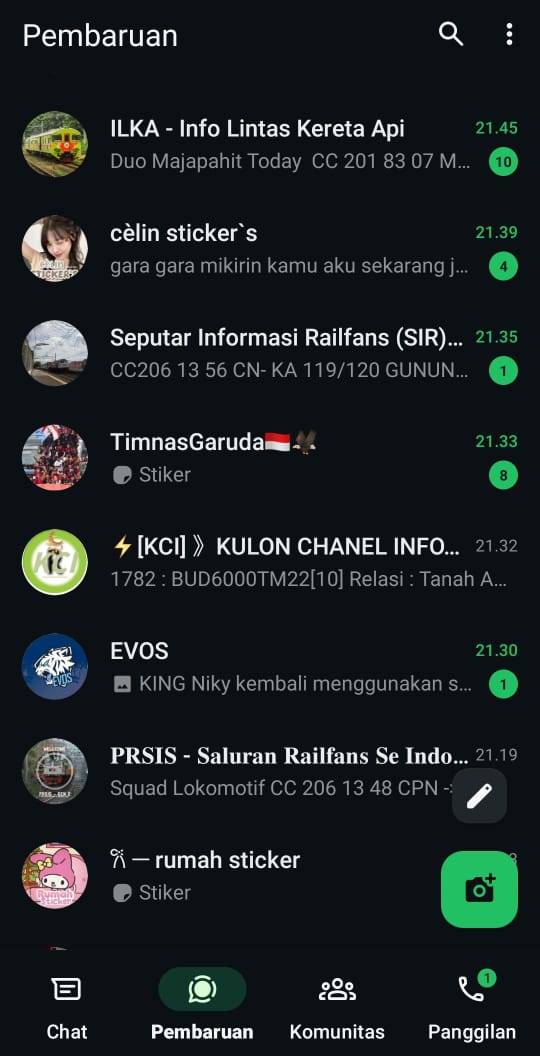 Pembaruan
ILKA - Info Lintas Kereta Api 21.45
Duo Majapahit Today CC 201 83 07 M... 10
cèlin sticker`s 21.39
gara gara mikirin kamu aku sekarang j... 4
Seputar Informasi Railfans (SIR)... 21.35
CC206 13 56 CN- KA 119/120 GUNUN... 1
TimnasGaruda🇮🇩🦅 21.33
Stiker 8
⚡[KCI] 》KULON CHANEL INFO... 21.32
1782 : BUD6000TM22[10] Relasi : Tanah A...
EVOS 21.30
KING Niky kembali menggunakan s... 1
𝐏𝐑𝐒𝐈𝐒 - 𝐒𝐚𝐥𝐮𝐫𝐚𝐧 𝐑𝐚𝐢𝐥𝐟𝐚𝐧𝐬 𝐒𝐞 𝐈𝐧𝐝𝐨... 21.19
Squad Lokomotif CC 206 13 48 CPN -
— rumah sticker
Stiker
1
Chat Pembaruan Komunitas Panggilan